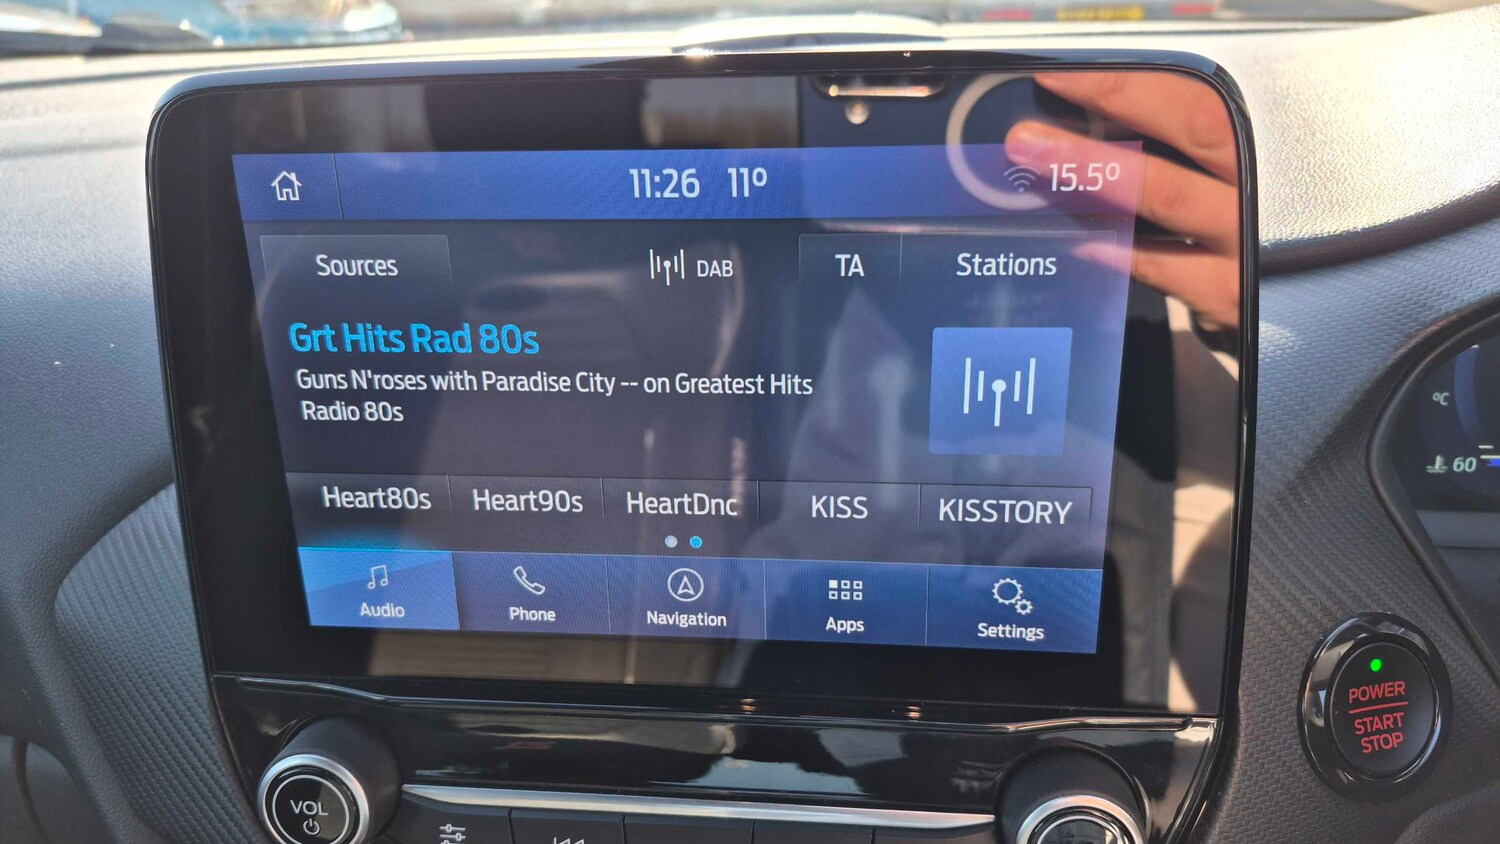 11:26 11° 15.5°
Sources DAB TA Stations
Grt Hits Rad 80s
Guns N'roses with Paradise City -- on Greatest Hits
Radio 80s
Heart80s Heart90s HeartDnc KISS KISSTORY
Audio Phone Navigation Apps Settings
°C
60
POWER
START
STOP
VOL